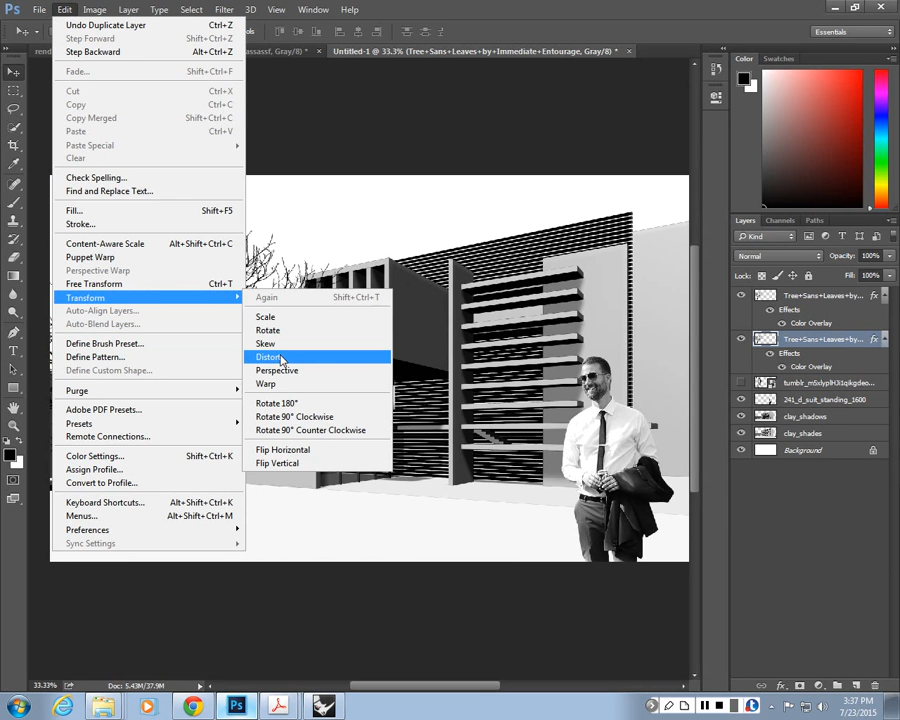 Ps File Edit Image Layer Type Select Filter 3D View Window Help
Essentials
assassf, Gray/8) * × Untitled-1 @ 33.3% (Tree+Sans+Leaves+by+Immediate+Entourage, Gray/8) * ×
Undo Duplicate Layer Ctrl+Z
Step Forward Shift+Ctrl+Z
Step Backward Alt+Ctrl+Z
Fade... Shift+Ctrl+F
Cut Ctrl+X
Copy Ctrl+C
Copy Merged Shift+Ctrl+C
Paste Ctrl+V
Paste Special
Clear
Check Spelling...
Find and Replace Text...
Fill... Shift+F5
Stroke...
Content-Aware Scale Alt+Shift+Ctrl+C
Puppet Warp
Perspective Warp
Free Transform Ctrl+T
Transform
Auto-Align Layers...
Auto-Blend Layers...
Define Brush Preset...
Define Pattern...
Define Custom Shape...
Purge
Adobe PDF Presets...
Presets
Remote Connections...
Color Settings... Shift+Ctrl+K
Assign Profile...
Convert to Profile...
Keyboard Shortcuts... Alt+Shift+Ctrl+K
Menus... Alt+Shift+Ctrl+M
Preferences
Sync Settings
Again Shift+Ctrl+T
Scale
Rotate
Skew
Distort
Perspective
Warp
Rotate 180°
Rotate 90° Clockwise
Rotate 90° Counter Clockwise
Flip Horizontal
Flip Vertical
Color Swatches
Layers Channels Paths
Kind
Normal Opacity: 100%
Lock: Fill: 100%
Tree+Sans+Leaves+by... fx
Effects
Color Overlay
Tree+Sans+Leaves+by... fx
Effects
Color Overlay
241_d_suit_standing_1600
clay_shadows
clay_shades
Background
33.33% Doc: 5.43M/37.9M
Ps
3:37 PM
7/23/2015